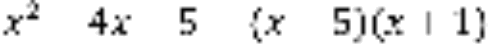 x² 4x 5 (x 5)(x + 1)